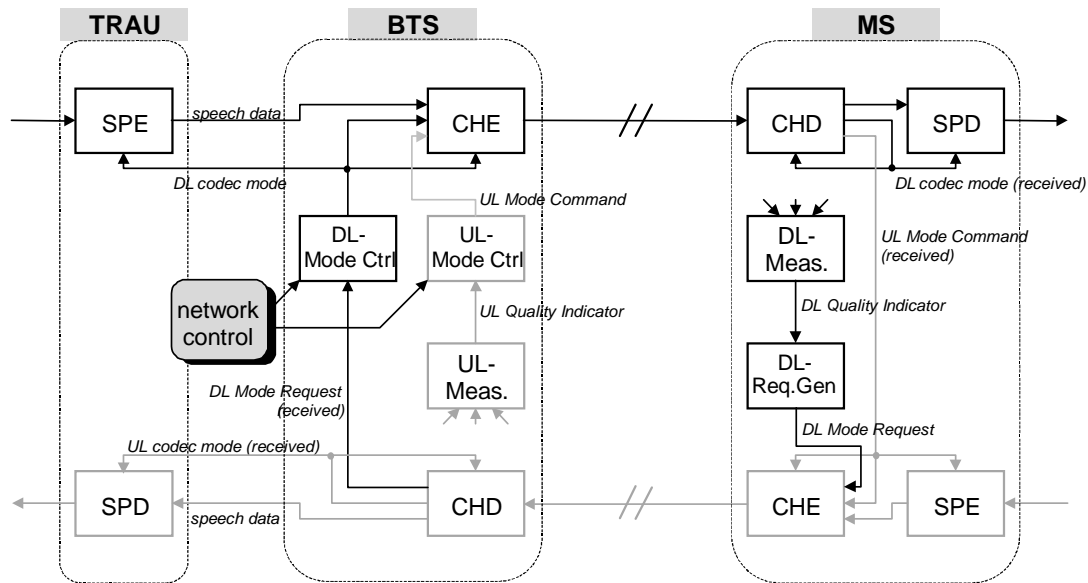 TRAU
BTS
MS
SPE
speech data
CHE
CHD
SPD
DL codec mode
DL codec mode (received)
UL Mode Command
DL-
Mode Ctrl
UL-
Mode Ctrl
DL-
Meas.
UL Mode Command
(received)
network
control
UL Quality Indicator
DL Quality Indicator
UL-
Meas.
DL-
Req.Gen
DL Mode Request
(received)
DL Mode Request
UL codec mode (received)
SPD
speech data
CHD
CHE
SPE